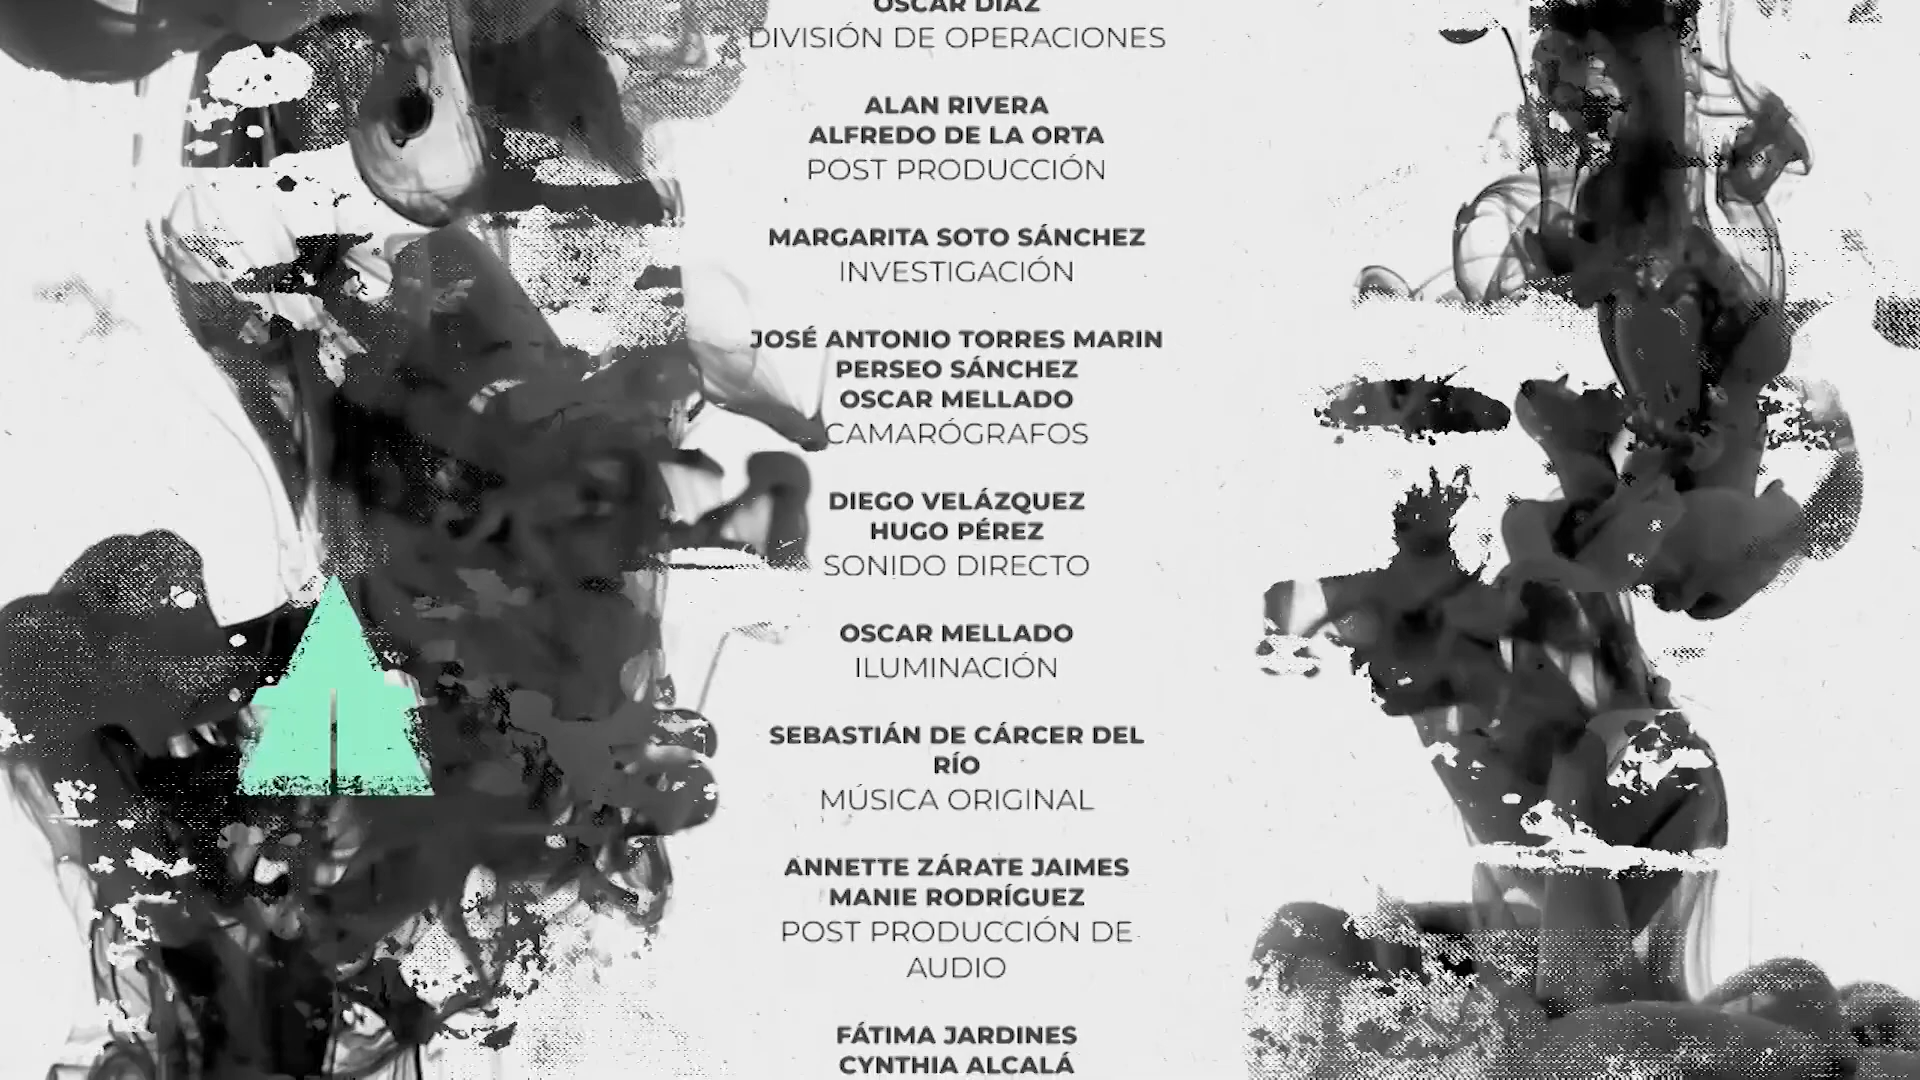 OSCAR DÍAZ
DIVISIÓN DE OPERACIONES
ALAN RIVERA
ALFREDO DE LA ORTA
POST PRODUCCIÓN
MARGARITA SOTO SÁNCHEZ
INVESTIGACIÓN
JOSÉ ANTONIO TORRES MARIN
PERSEO SÁNCHEZ
OSCAR MELLADO
CAMARÓGRAFOS
DIEGO VELÁZQUEZ
HUGO PÉREZ
SONIDO DIRECTO
OSCAR MELLADO
ILUMINACIÓN
SEBASTIÁN DE CÁRCER DEL
RÍO
MÚSICA ORIGINAL
ANNETTE ZÁRATE JAIMES
MANIE RODRÍGUEZ
POST PRODUCCIÓN DE
AUDIO
FÁTIMA JARDINES
CYNTHIA ALCALÁ